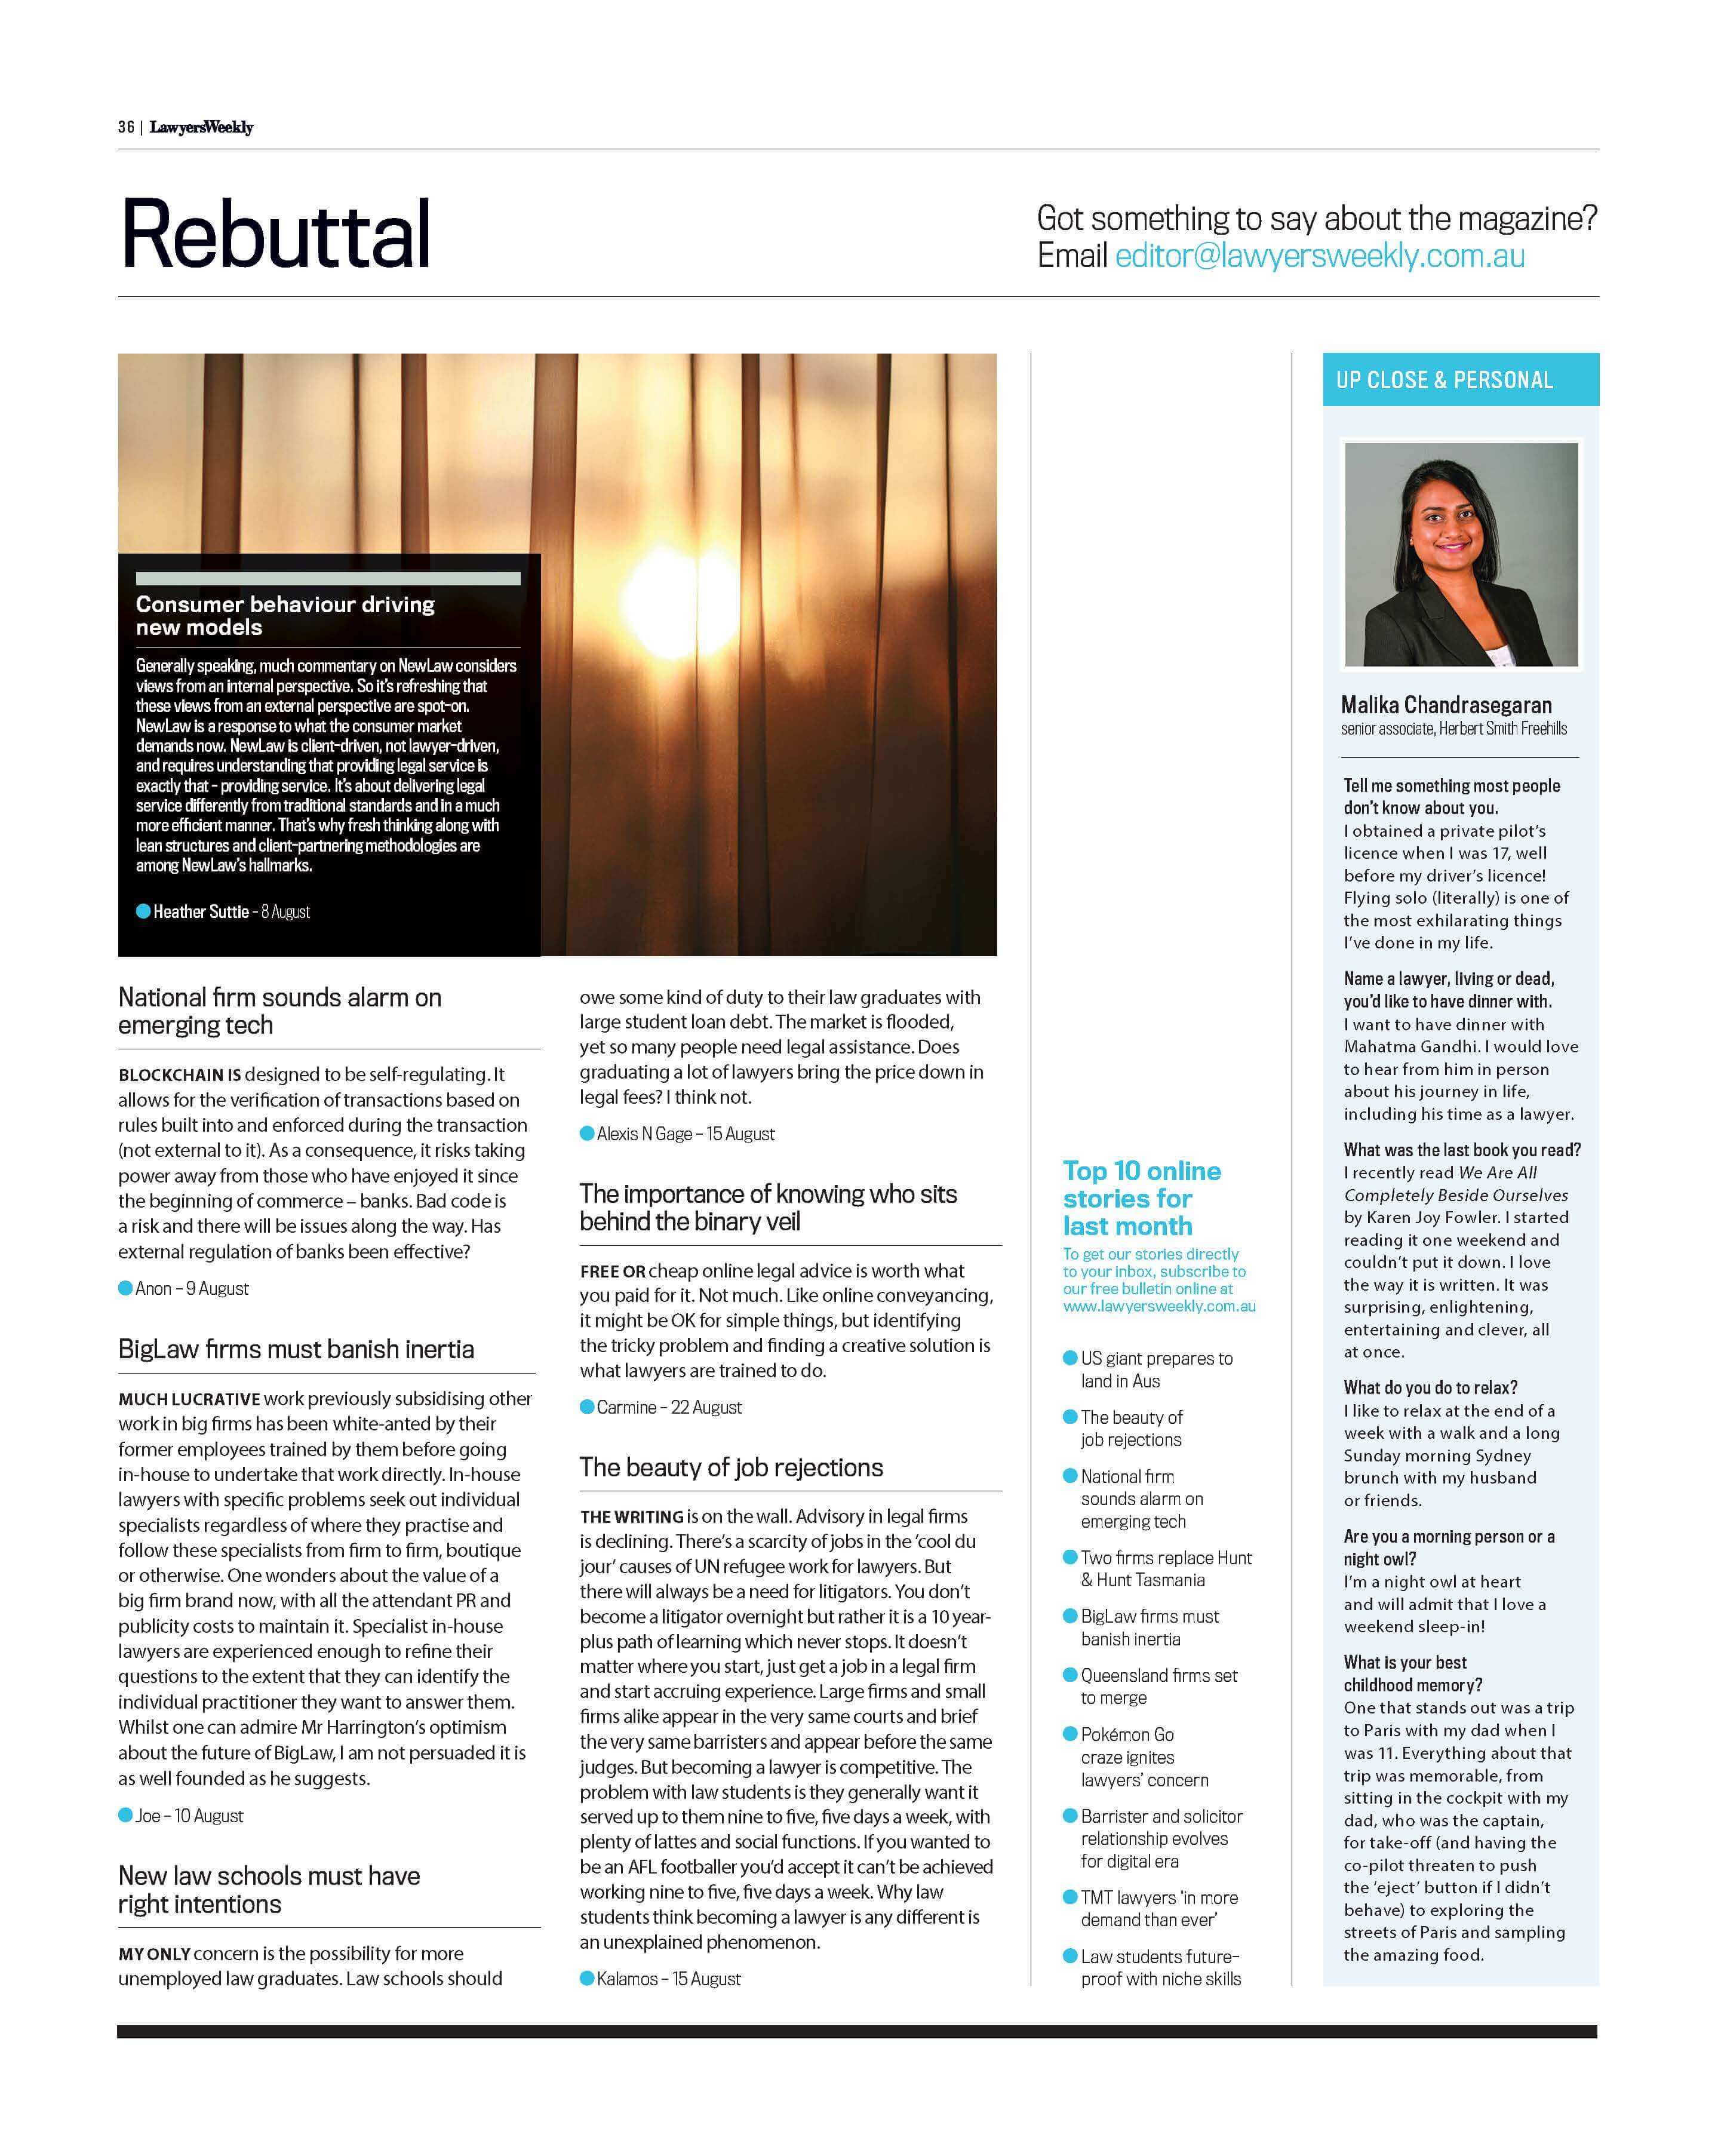 36 | LawyersWeekly
Rebuttal
Got something to say about the magazine?
Email editor@lawyersweekly.com.au
Consumer behaviour driving
new models
Generally speaking, much commentary on NewLaw considers
views from an internal perspective. So it's refreshing that
these views from an external perspective are spot-on.
NewLaw is a response to what the consumer market
demands now. NewLaw is client-driven, not lawyer-driven,
and requires understanding that providing legal service is
exactly that – providing service. It's about delivering legal
service differently from traditional standards and in a much
more efficient manner. That's why fresh thinking along with
lean structures and client-partnering methodologies are
among NewLaw's hallmarks.
Heather Suttie – 8 August
National firm sounds alarm on
emerging tech
BLOCKCHAIN IS designed to be self-regulating. It
allows for the verification of transactions based on
rules built into and enforced during the transaction
(not external to it). As a consequence, it risks taking
power away from those who have enjoyed it since
the beginning of commerce – banks. Bad code is
a risk and there will be issues along the way. Has
external regulation of banks been effective?
Anon – 9 August
BigLaw firms must banish inertia
MUCH LUCRATIVE work previously subsidising other
work in big firms has been white-anted by their
former employees trained by them before going
in-house to undertake that work directly. In-house
lawyers with specific problems seek out individual
specialists regardless of where they practise and
follow these specialists from firm to firm, boutique
or otherwise. One wonders about the value of a
big firm brand now, with all the attendant PR and
publicity costs to maintain it. Specialist in-house
lawyers are experienced enough to refine their
questions to the extent that they can identify the
individual practitioner they want to answer them.
Whilst one can admire Mr Harrington's optimism
about the future of BigLaw, I am not persuaded it is
as well founded as he suggests.
Joe – 10 August
New law schools must have
right intentions
MY ONLY concern is the possibility for more
unemployed law graduates. Law schools should
owe some kind of duty to their law graduates with
large student loan debt. The market is flooded,
yet so many people need legal assistance. Does
graduating a lot of lawyers bring the price down in
legal fees? I think not.
Alexis N Gage – 15 August
The importance of knowing who sits
behind the binary veil
FREE OR cheap online legal advice is worth what
you paid for it. Not much. Like online conveyancing,
it might be OK for simple things, but identifying
the tricky problem and finding a creative solution is
what lawyers are trained to do.
Carmine – 22 August
The beauty of job rejections
THE WRITING is on the wall. Advisory in legal firms
is declining. There's a scarcity of jobs in the 'cool du
jour' causes of UN refugee work for lawyers. But
there will always be a need for litigators. You don't
become a litigator overnight but rather it is a 10 year-
plus path of learning which never stops. It doesn't
matter where you start, just get a job in a legal firm
and start accruing experience. Large firms and small
firms alike appear in the very same courts and brief
the very same barristers and appear before the same
judges. But becoming a lawyer is competitive. The
problem with law students is they generally want it
served up to them nine to five, five days a week, with
plenty of lattes and social functions. If you wanted to
be an AFL footballer you'd accept it can't be achieved
working nine to five, five days a week. Why law
students think becoming a lawyer is any different is
an unexplained phenomenon.
Kalamos – 15 August
Top 10 online
stories for
last month
To get our stories directly
to your inbox, subscribe to
our free bulletin online at
www.lawyersweekly.com.au
US giant prepares to
land in Aus
The beauty of
job rejections
National firm
sounds alarm on
emerging tech
Two firms replace Hunt
& Hunt Tasmania
BigLaw firms must
banish inertia
Queensland firms set
to merge
Pokémon Go
craze ignites
lawyers' concern
Barrister and solicitor
relationship evolves
for digital era
TMT lawyers 'in more
demand than ever'
Law students future-
proof with niche skills
UP CLOSE & PERSONAL
Malika Chandrasegaran
senior associate, Herbert Smith Freehills
Tell me something most people
don't know about you.
I obtained a private pilot's
licence when I was 17, well
before my driver's licence!
Flying solo (literally) is one of
the most exhilarating things
I've done in my life.
Name a lawyer, living or dead,
you'd like to have dinner with.
I want to have dinner with
Mahatma Gandhi. I would love
to hear from him in person
about his journey in life,
including his time as a lawyer.
What was the last book you read?
I recently read We Are All
Completely Beside Ourselves
by Karen Joy Fowler. I started
reading it one weekend and
couldn't put it down. I love
the way it is written. It was
surprising, enlightening,
entertaining and clever, all
at once.
What do you do to relax?
I like to relax at the end of a
week with a walk and a long
Sunday morning Sydney
brunch with my husband
or friends.
Are you a morning person or a
night owl?
I'm a night owl at heart
and will admit that I love a
weekend sleep-in!
What is your best
childhood memory?
One that stands out was a trip
to Paris with my dad when I
was 11. Everything about that
trip was memorable, from
sitting in the cockpit with my
dad, who was the captain,
for take-off (and having the
co-pilot threaten to push
the 'eject' button if I didn't
behave) to exploring the
streets of Paris and sampling
the amazing food.